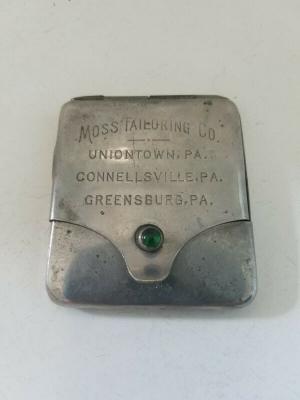 MOSS TAILORING CO.
UNIONTOWN, PA.
CONNELLSVILLE, PA.
GREENSBURG, PA.